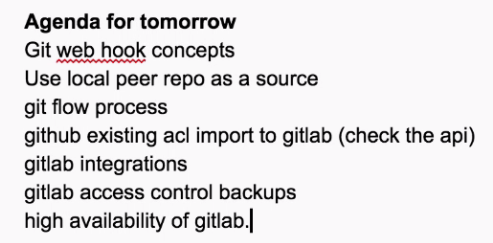 Agenda for tomorrow
Git web hook concepts
Use local peer repo as a source
git flow process
github existing acl import to gitlab (check the api)
gitlab integrations
gitlab access control backups
high availability of gitlab.